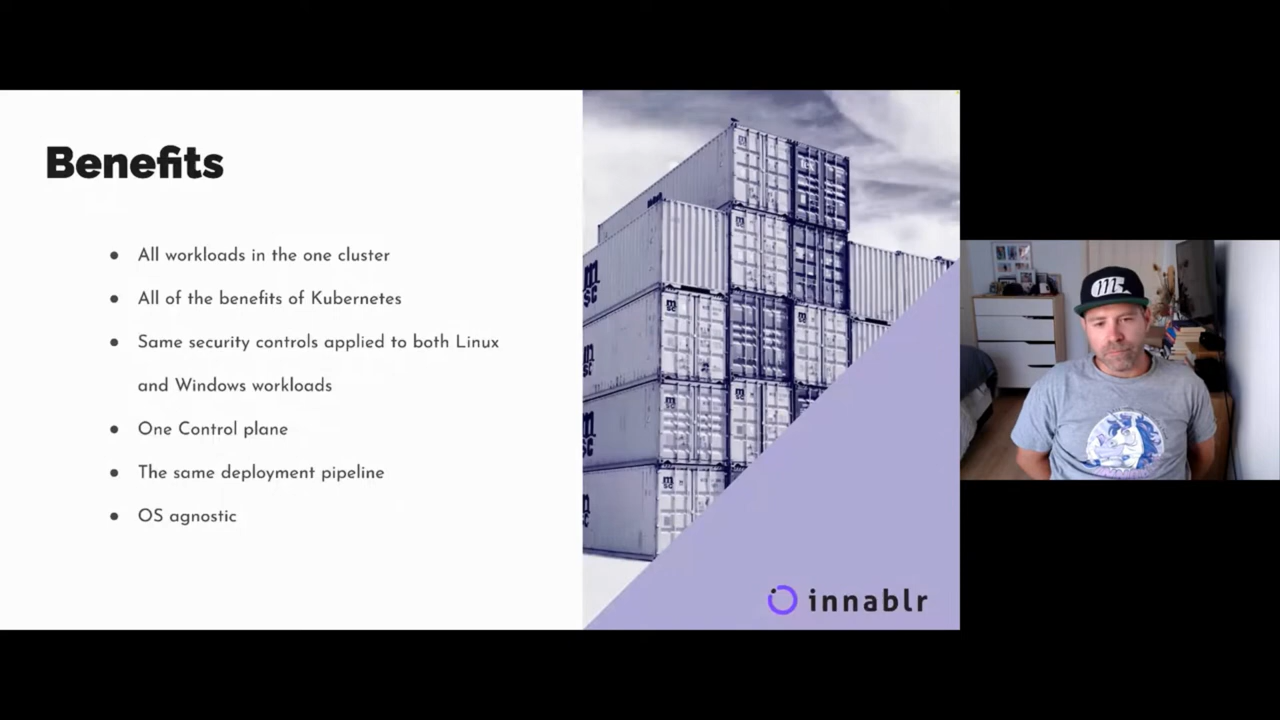 Benefits
● All workloads in the one cluster
● All of the benefits of Kubernetes
● Same security controls applied to both Linux
and Windows workloads
● One Control plane
● The same deployment pipeline
● OS agnostic
innablr